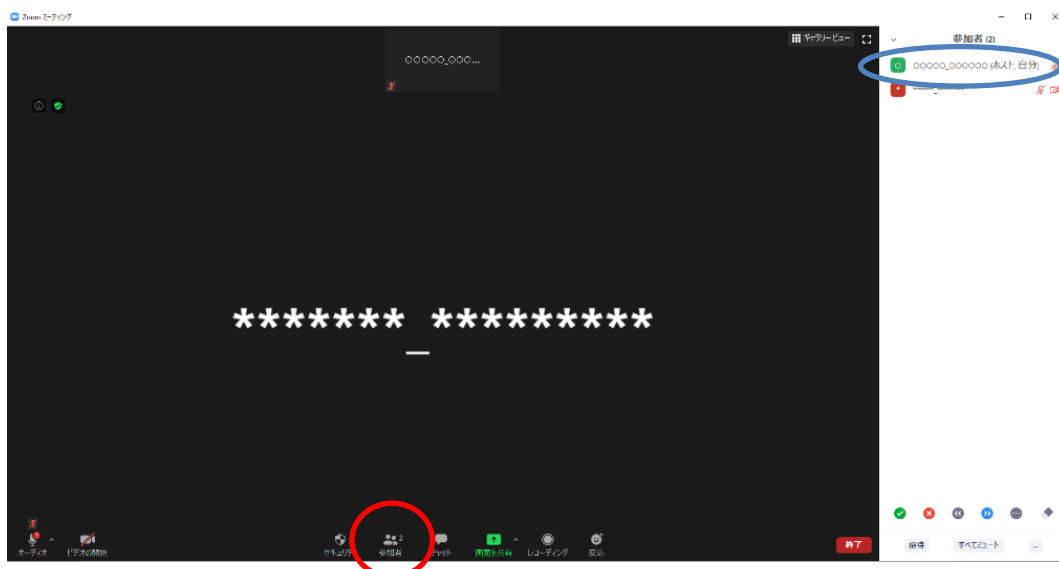 Zoom ミーティング
ギャラリービュー
参加者 (2)
○○○○○_○○○...
○○○○○_○○○○○○ (ホスト, 自分)
*******_*********
オーディオ
ビデオの開始
セキュリティ
参加者
2
チャット
画面を共有
レコーディング
反応
終了
招待
すべてミュート
...